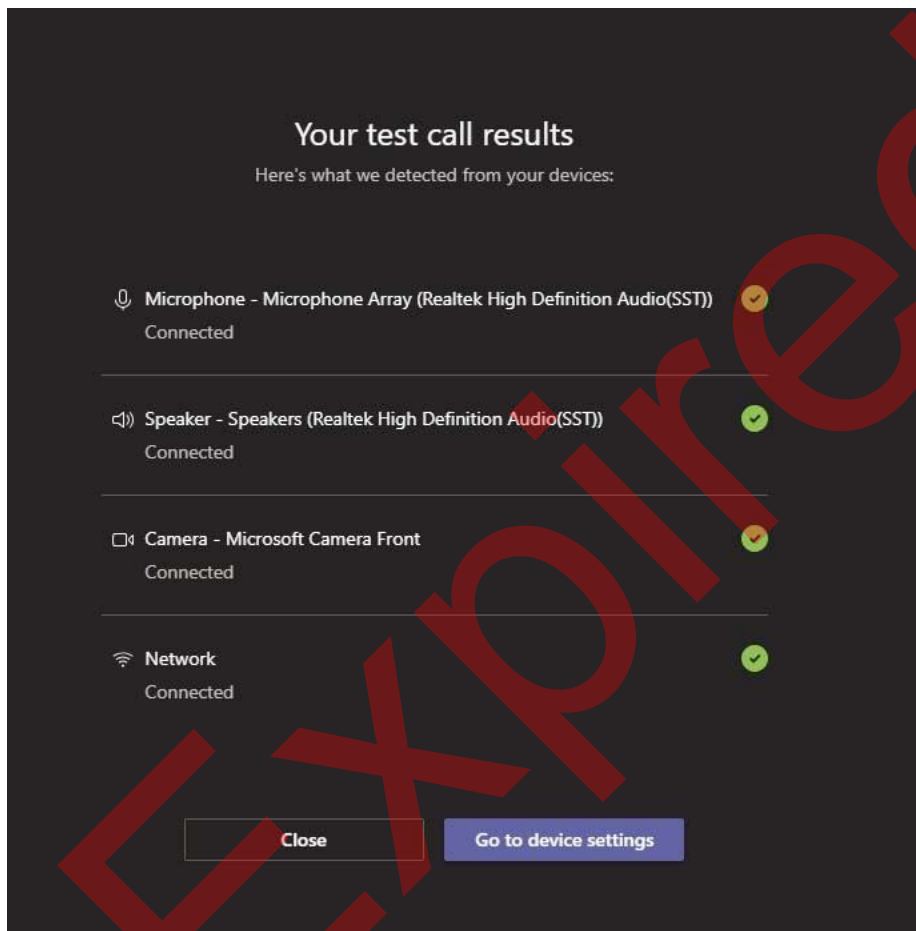 Your test call results
Here's what we detected from your devices:
Microphone - Microphone Array (Realtek High Definition Audio(SST))
Connected
Speaker - Speakers (Realtek High Definition Audio(SST))
Connected
Camera - Microsoft Camera Front
Connected
Network
Connected
Close
Go to device settings
Expired